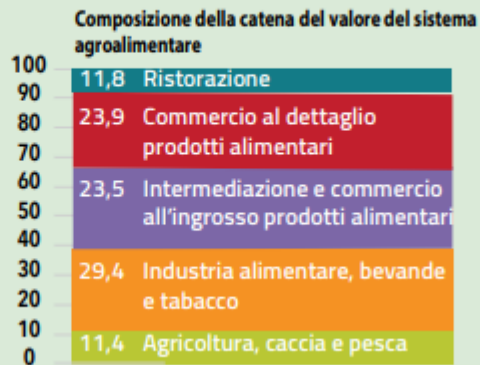 Composizione della catena del valore del sistema
agroalimentare
100
90
80
70
60
50
40
30
20
10
0
11,8 Ristorazione
23,9 Commercio al dettaglio
prodotti alimentari
23,5 Intermediazione e commercio
all'ingrosso prodotti alimentari
29,4 Industria alimentare, bevande
e tabacco
11,4 Agricoltura, caccia e pesca